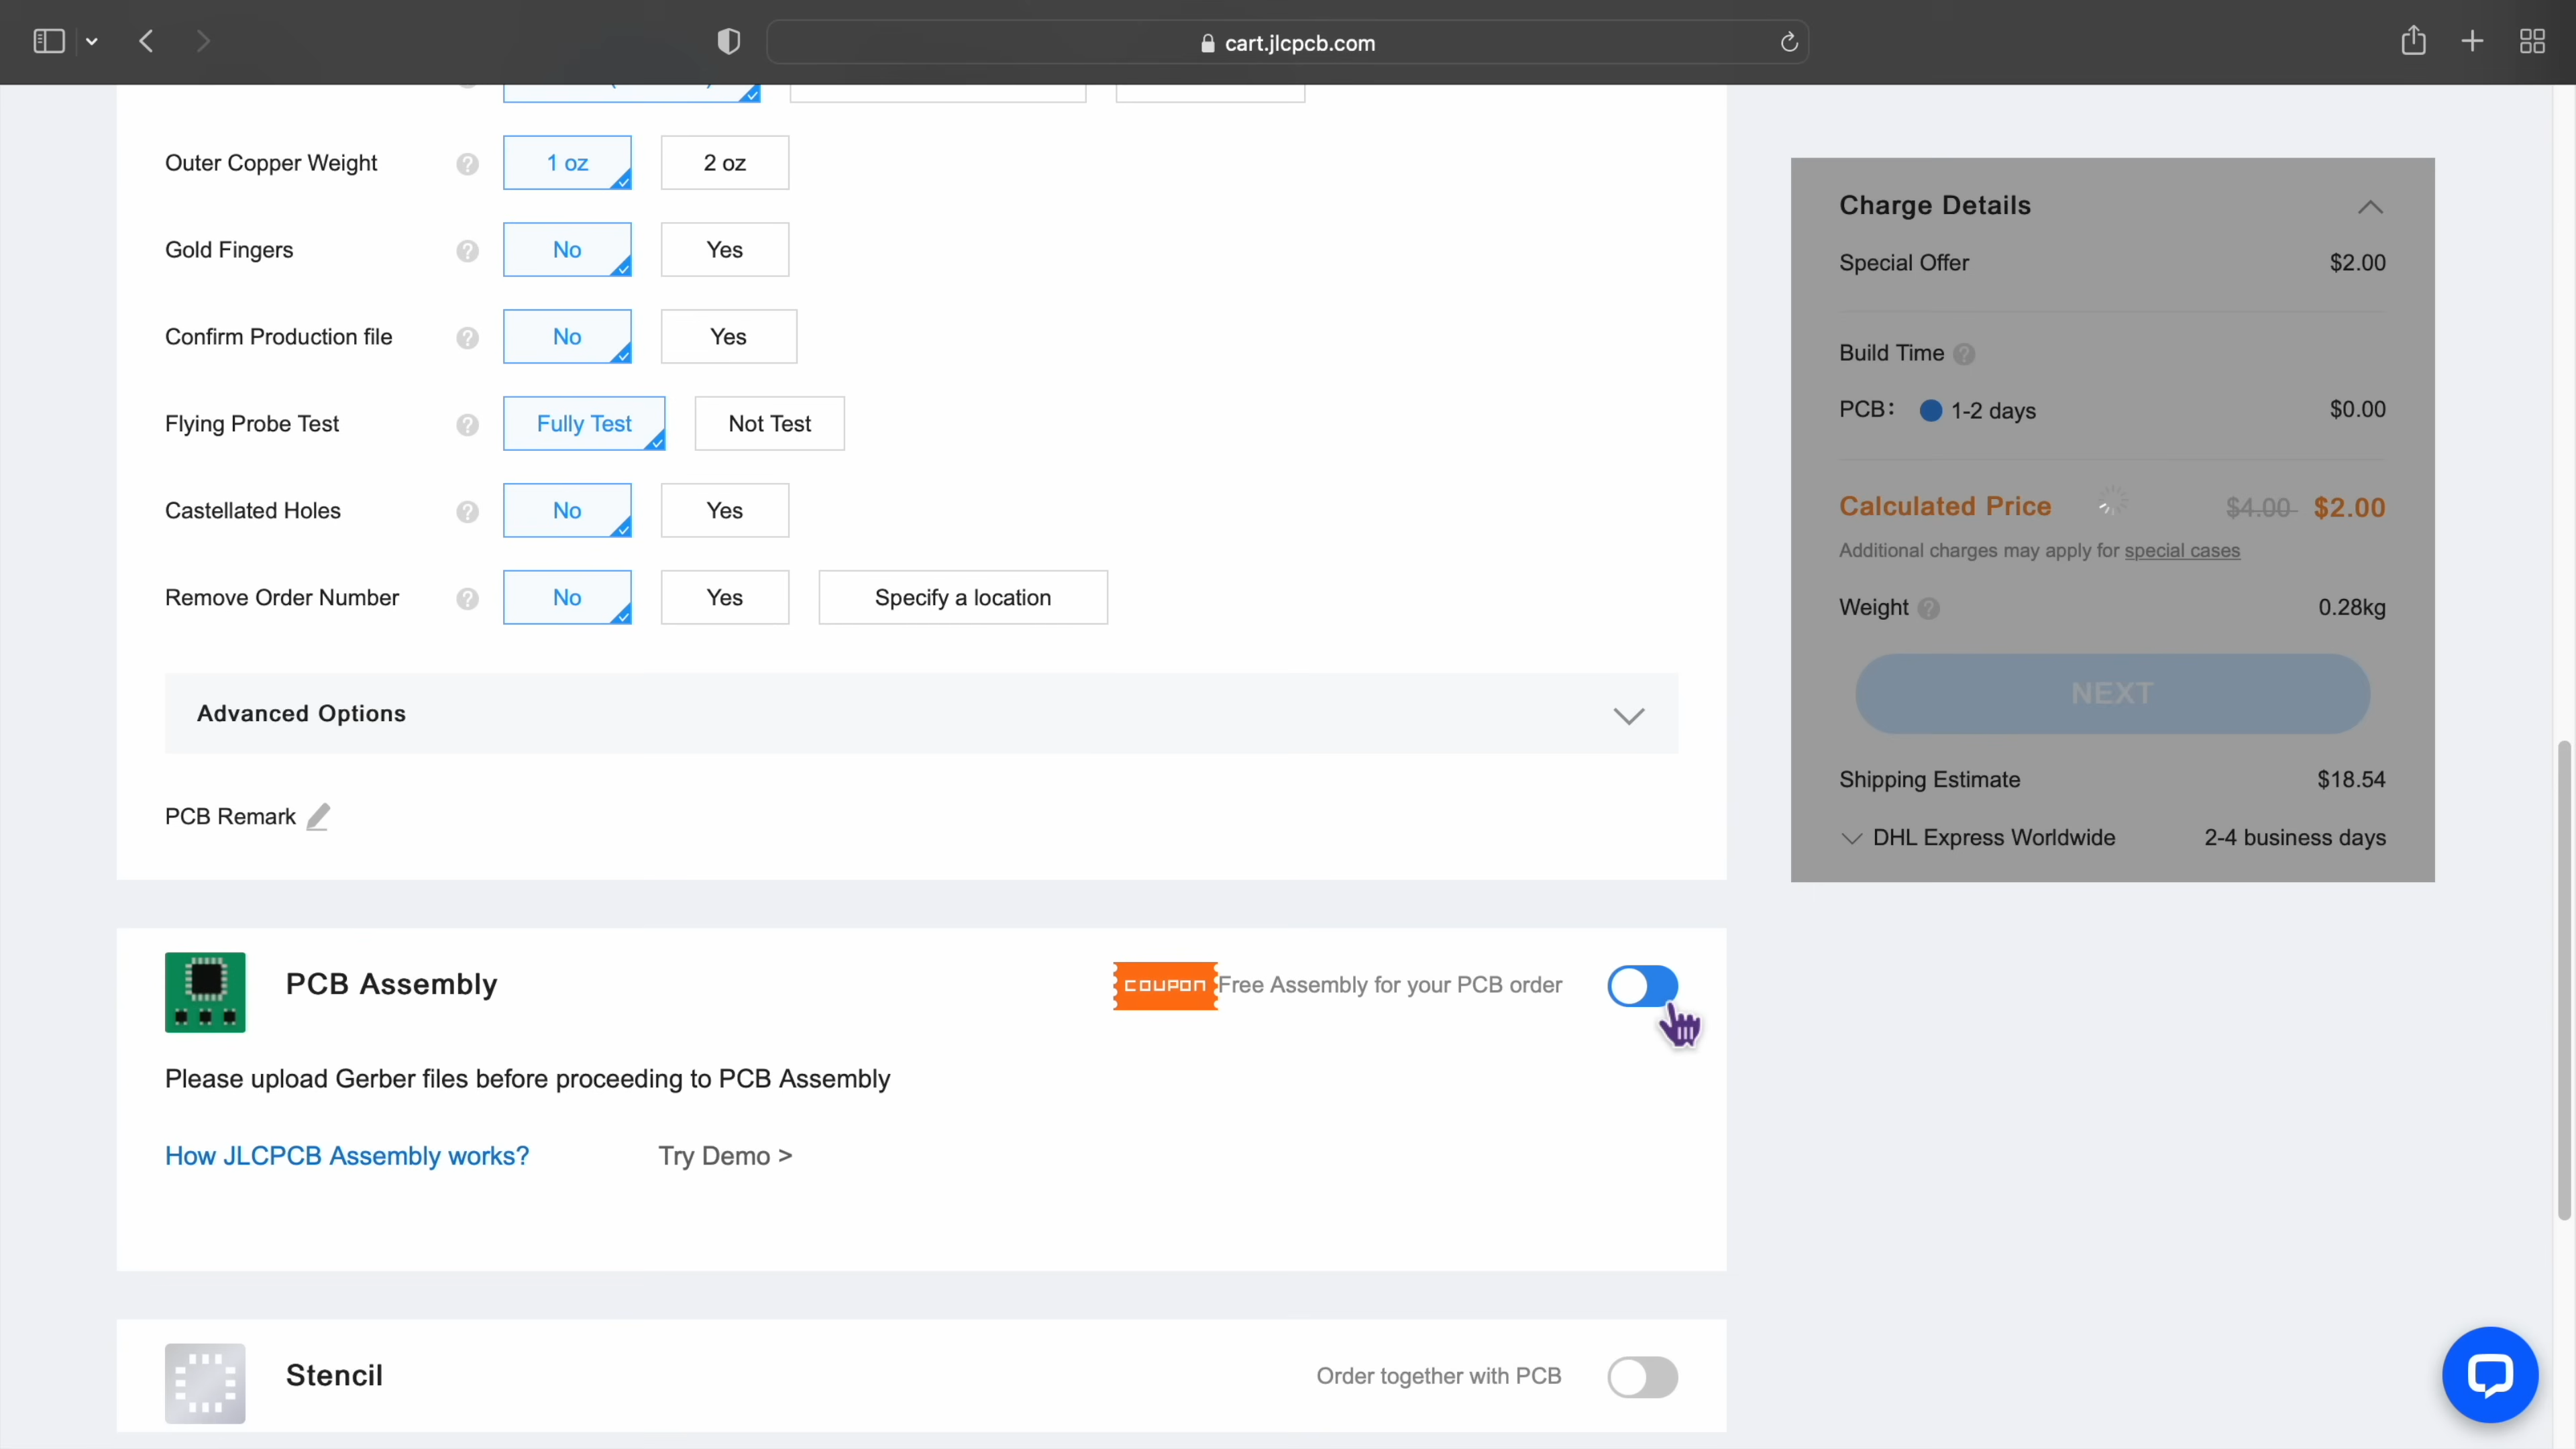 cart.jlcpcb.com
Outer Copper Weight ? 1 oz 2 oz
Gold Fingers ? No Yes
Confirm Production file ? No Yes
Flying Probe Test ? Fully Test Not Test
Castellated Holes ? No Yes
Remove Order Number ? No Yes Specify a location
Advanced Options
PCB Remark
Charge Details
Special Offer $2.00
Build Time ?
PCB: 1-2 days $0.00
Calculated Price $4.00 $2.00
Additional charges may apply for special cases
Weight ? 0.28kg
NEXT
Shipping Estimate $18.54
DHL Express Worldwide 2-4 business days
PCB Assembly COUPON Free Assembly for your PCB order
Please upload Gerber files before proceeding to PCB Assembly
How JLCPCB Assembly works? Try Demo >
Stencil Order together with PCB